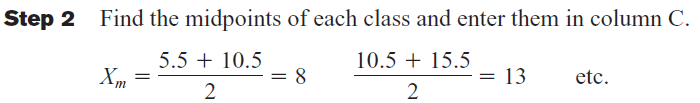 Step 2 Find the midpoints of each class and enter them in column C.
Xₘ = (5.5 + 10.5)/2 = 8 (10.5 + 15.5)/2 = 13 etc.